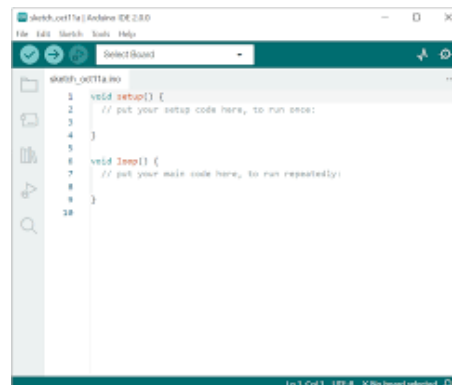 sketch_oct11a | Arduino IDE 2.0.0
File Edit Sketch Tools Help
Select Board
sketch_oct11a.ino
1 void setup() {
2 // put your setup code here, to run once:
3
4 }
5
6 void loop() {
7 // put your main code here, to run repeatedly:
8
9 }
10
Ln 1, Col 1 UTF-8 × No board selected